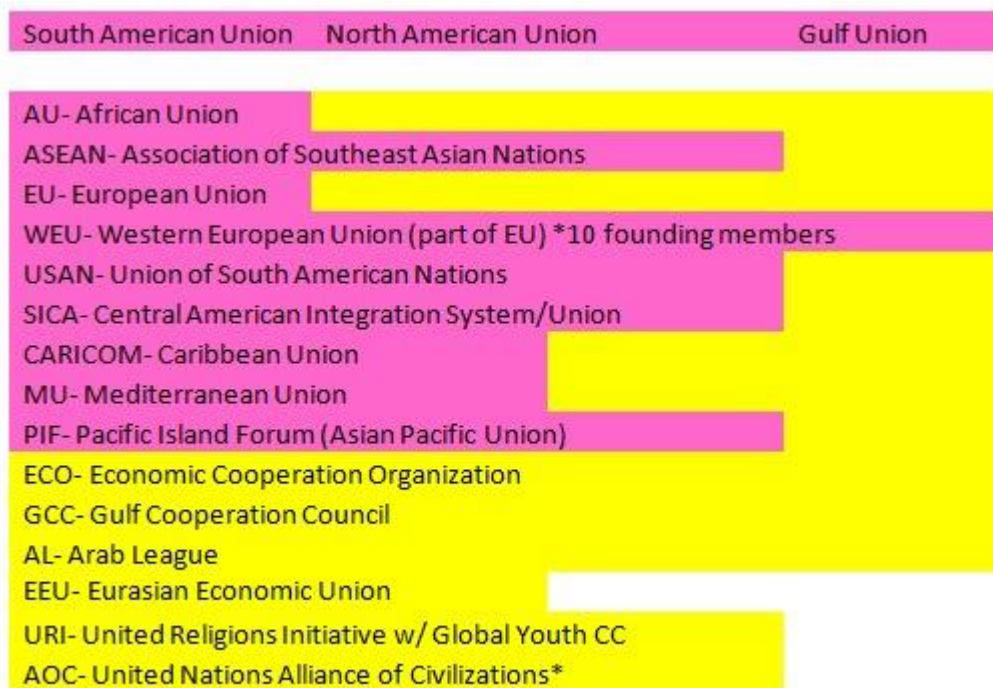 South American Union North American Union Gulf Union
AU- African Union
ASEAN- Association of Southeast Asian Nations
EU- European Union
WEU- Western European Union (part of EU) *10 founding members
USAN- Union of South American Nations
SICA- Central American Integration System/Union
CARICOM- Caribbean Union
MU- Mediterranean Union
PIF- Pacific Island Forum (Asian Pacific Union)
ECO- Economic Cooperation Organization
GCC- Gulf Cooperation Council
AL- Arab League
EEU- Eurasian Economic Union
URI- United Religions Initiative w/ Global Youth CC
AOC- United Nations Alliance of Civilizations*